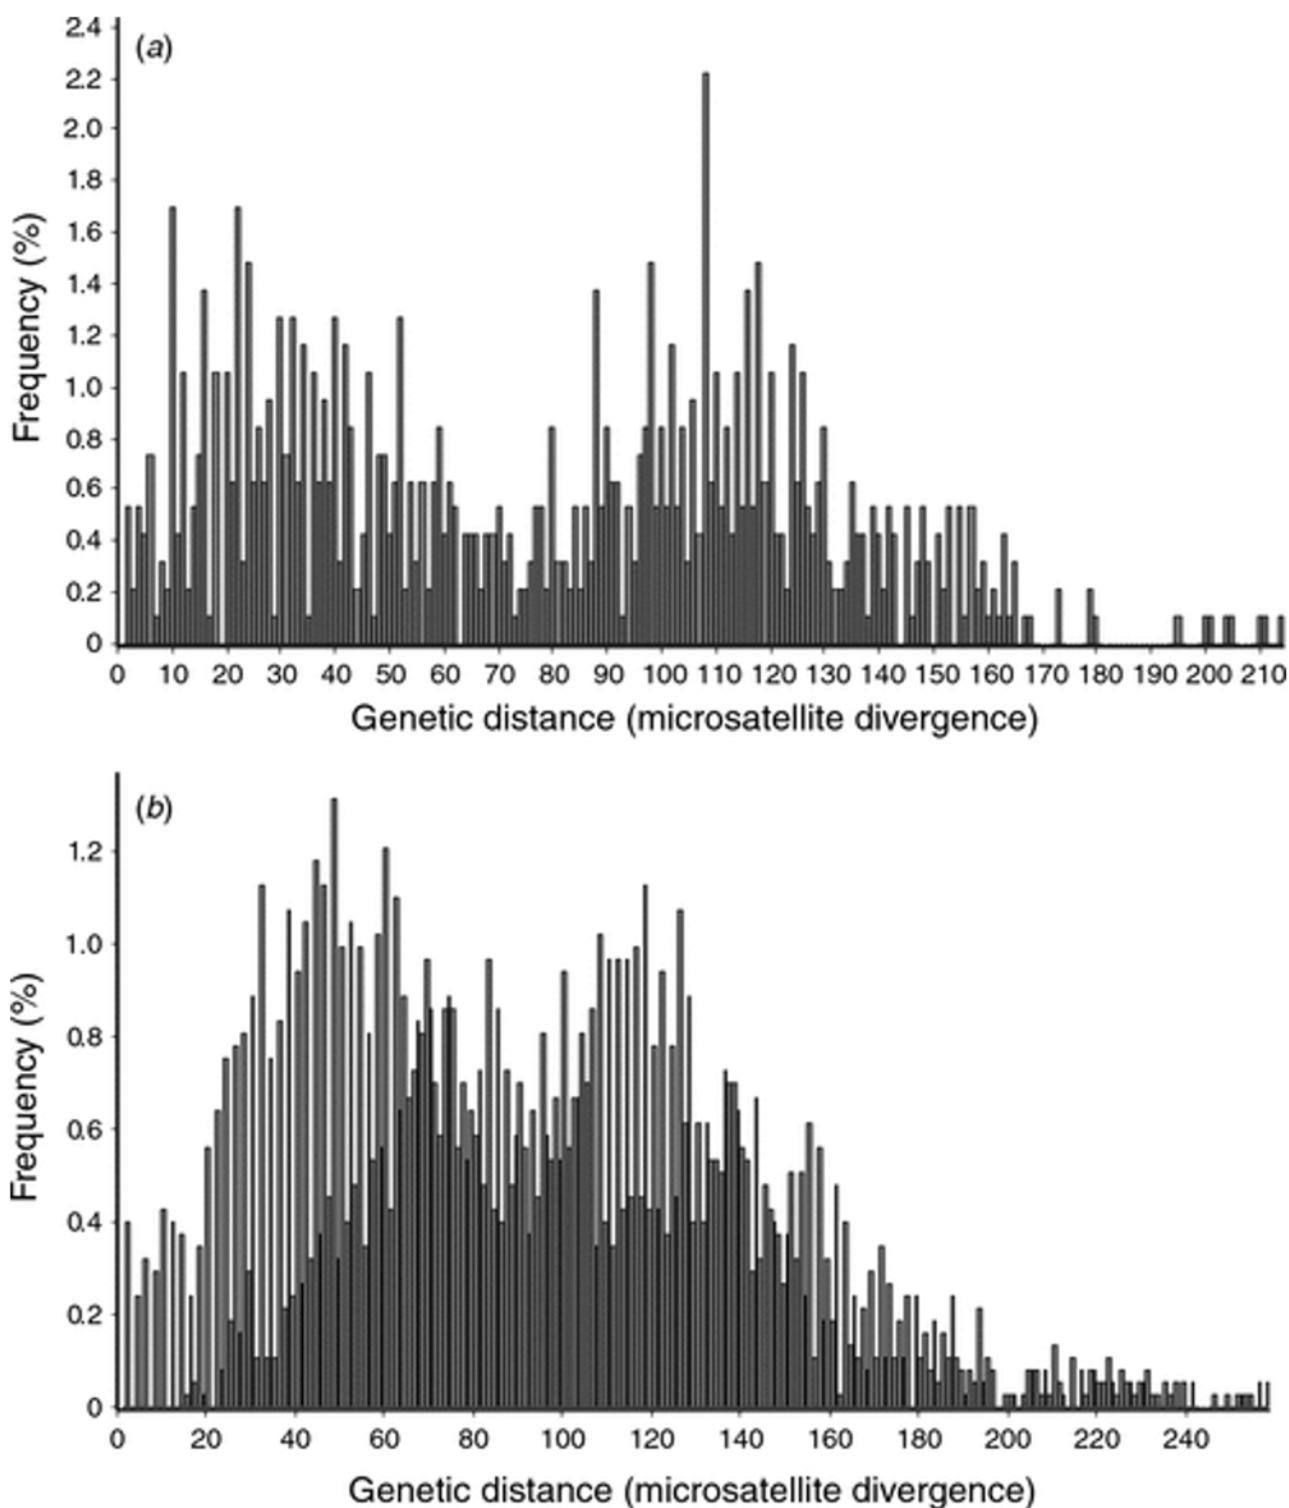 (a)
2.4
2.2
2.0
1.8
1.6
1.4
1.2
1.0
0.8
0.6
0.4
0.2
0
Frequency (%)
0 10 20 30 40 50 60 70 80 90 100 110 120 130 140 150 160 170 180 190 200 210
Genetic distance (microsatellite divergence)
(b)
1.2
1.0
0.8
0.6
0.4
0.2
0
Frequency (%)
0 20 40 60 80 100 120 140 160 180 200 220 240
Genetic distance (microsatellite divergence)